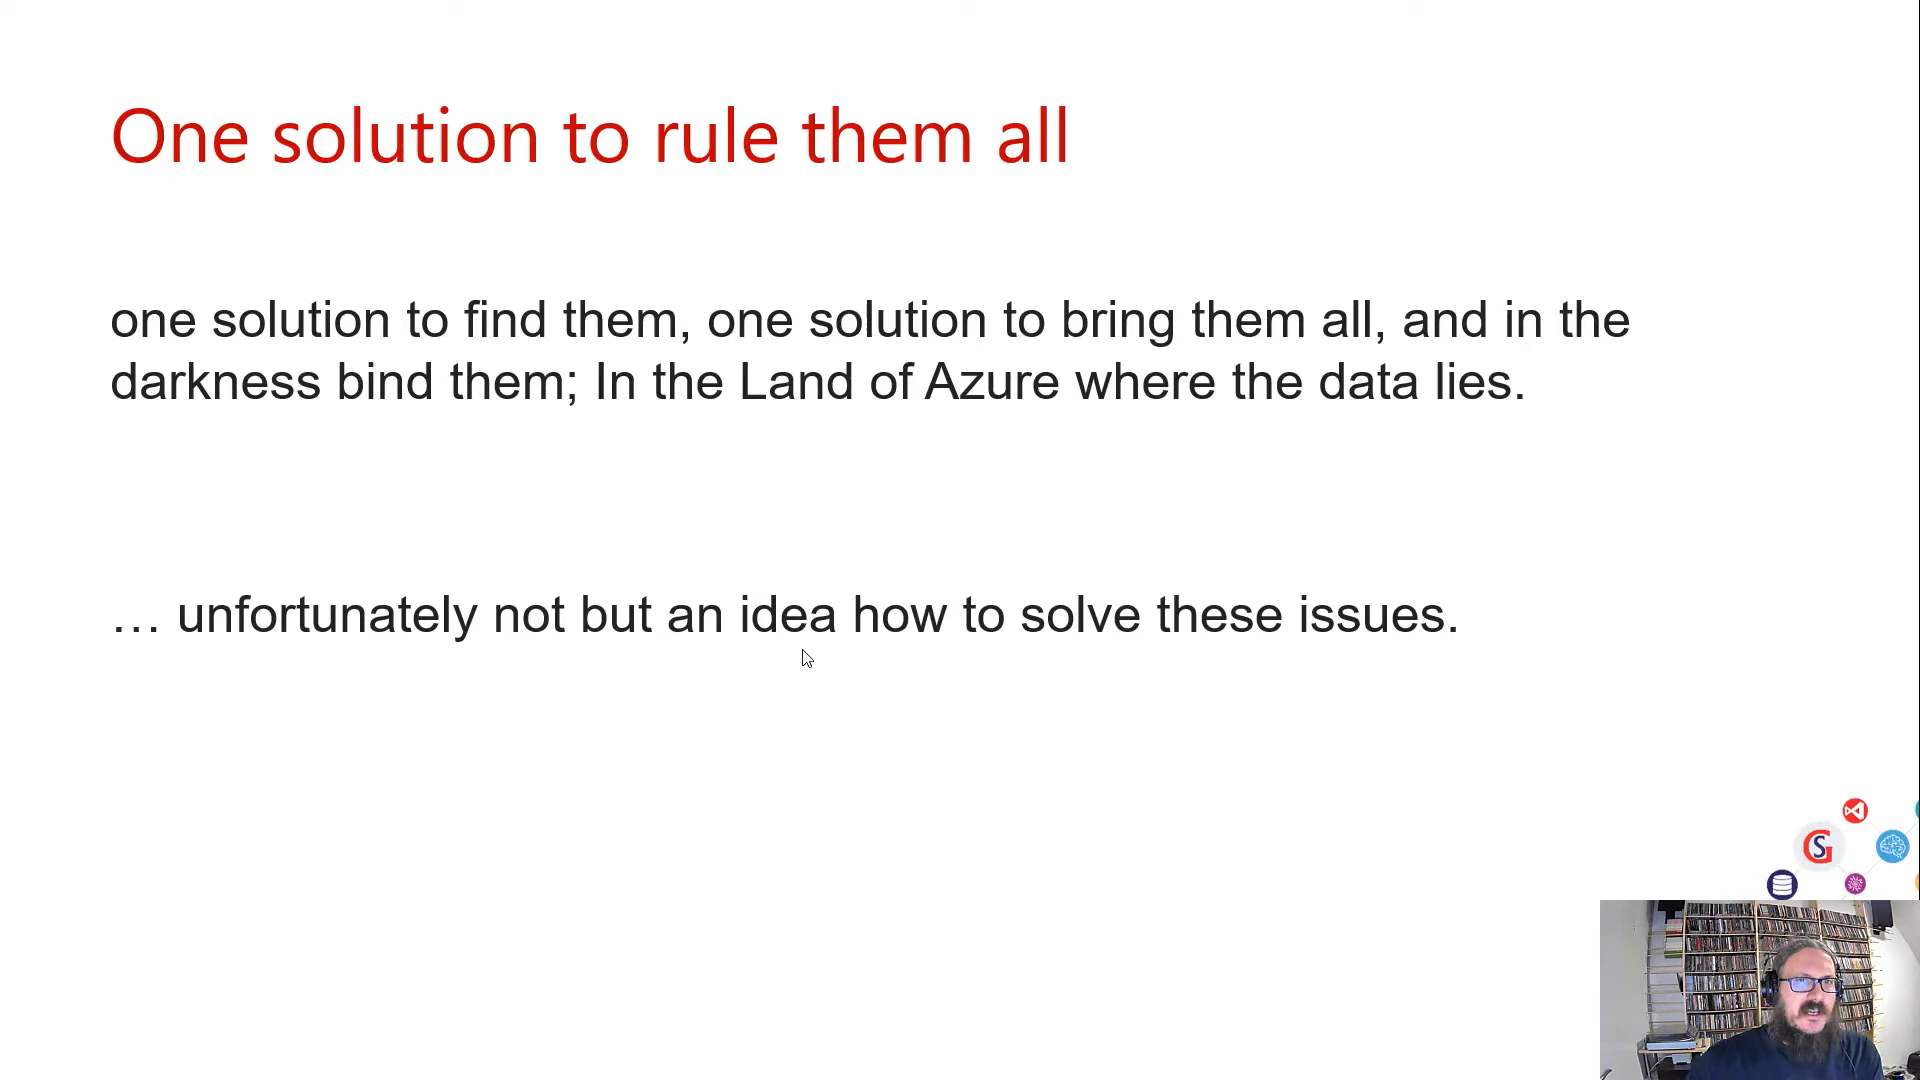 One solution to rule them all
one solution to find them, one solution to bring them all, and in the
darkness bind them; In the Land of Azure where the data lies.
… unfortunately not but an idea how to solve these issues.